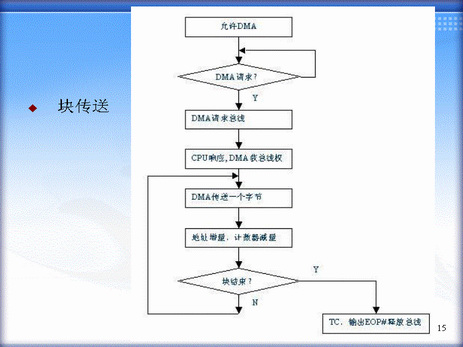 允许DMA
DMA请求？
Y
块传送
DMA请求总线
CPU响应，DMA获总线权
DMA传送一个字节
地址增量，计数器减量
块结束？
Y
N
TC，输出EOP#释放总线
15